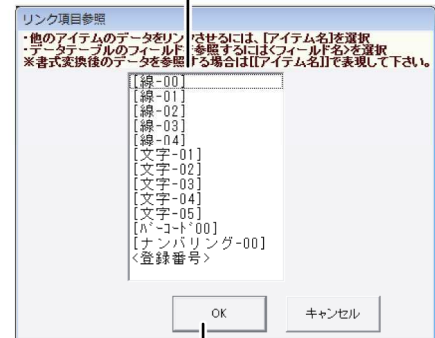 リンク項目参照
・他のアイテムのデータをリンクさせるには、[アイテム名]を選択
・データテーブルのフィールドを参照するには<フィールド名>を選択
※書式変換後のデータを参照する場合は[[アイテム名]]で表現して下さい。
[線-00]
[線-01]
[線-02]
[線-03]
[線-04]
[文字-01]
[文字-02]
[文字-03]
[文字-04]
[文字-05]
[ﾊﾞｰｺｰﾄﾞ00]
[ナンバリング-00]
<登録番号>
OK
キャンセル